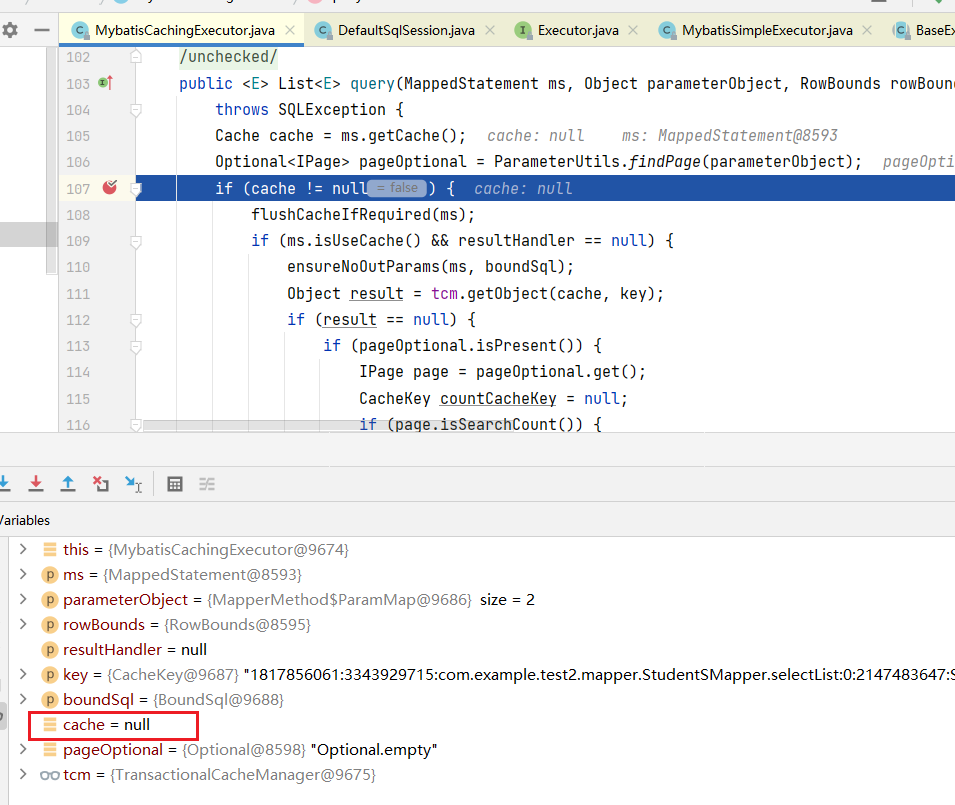 MybatisCachingExecutor.java DefaultSqlSession.java Executor.java MybatisSimpleExecutor.java BaseEx
102 /unchecked/
103 public <E> List<E> query(MappedStatement ms, Object parameterObject, RowBounds rowBoun
104 throws SQLException {
105 Cache cache = ms.getCache(); cache: null ms: MappedStatement@8593
106 Optional<IPage> pageOptional = ParameterUtils.findPage(parameterObject); pageOpti
107 if (cache != null = false ) { cache: null
108 flushCacheIfRequired(ms);
109 if (ms.isUseCache() && resultHandler == null) {
110 ensureNoOutParams(ms, boundSql);
111 Object result = tcm.getObject(cache, key);
112 if (result == null) {
113 if (pageOptional.isPresent()) {
114 IPage page = pageOptional.get();
115 CacheKey countCacheKey = null;
116 if (page.isSearchCount()) {
Variables
this = {MybatisCachingExecutor@9674}
ms = {MappedStatement@8593}
parameterObject = {MapperMethod$ParamMap@9686} size = 2
rowBounds = {RowBounds@8595}
resultHandler = null
key = {CacheKey@9687} "1817856061:3343929715:com.example.test2.mapper.StudentSMapper.selectList:0:2147483647:S
boundSql = {BoundSql@9688}
cache = null
pageOptional = {Optional@8598} "Optional.empty"
tcm = {TransactionalCacheManager@9675}